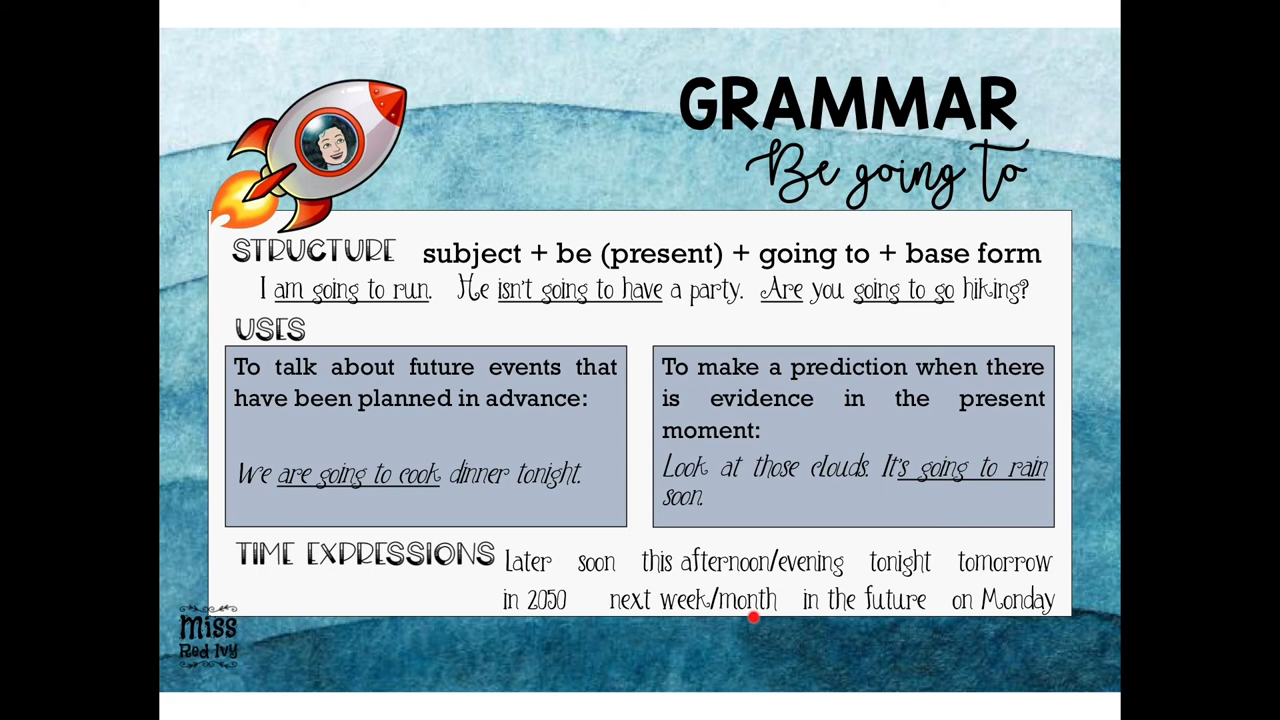 GRAMMAR
Be going to
STRUCTURE subject + be (present) + going to + base form
I am going to run. He isn't going to have a party. Are you going to go hiking?
USES
To talk about future events that
have been planned in advance:
We are going to cook dinner tonight.
To make a prediction when there
is evidence in the present
moment:
Look at those clouds. It's going to rain
soon.
TIME EXPRESSIONS Later soon this afternoon/evening tonight tomorrow
in 2050 next week/month in the future on Monday
Miss
Red Ivy